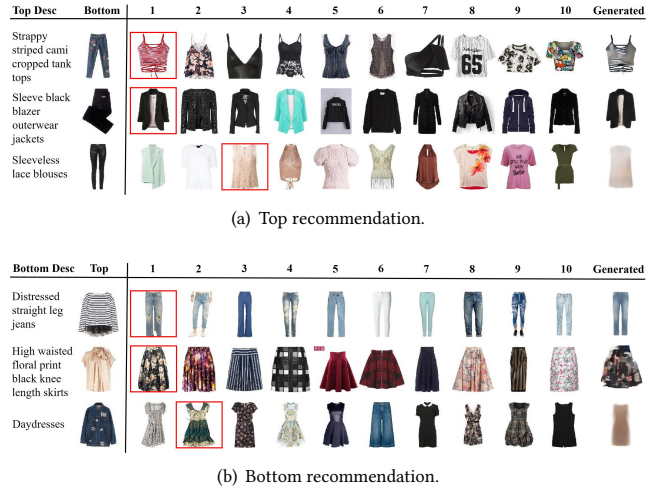 Top Desc Bottom 1 2 3 4 5 6 7 8 9 10 Generated
Strappy
striped cami
cropped tank
tops
65
Sleeve black
blazer
outerwear
jackets
Sleeveless
lace blouses
(a) Top recommendation.
Bottom Desc Top 1 2 3 4 5 6 7 8 9 10 Generated
Distressed
straight leg
jeans
High waisted
floral print
black knee
length skirts
Daydresses
(b) Bottom recommendation.